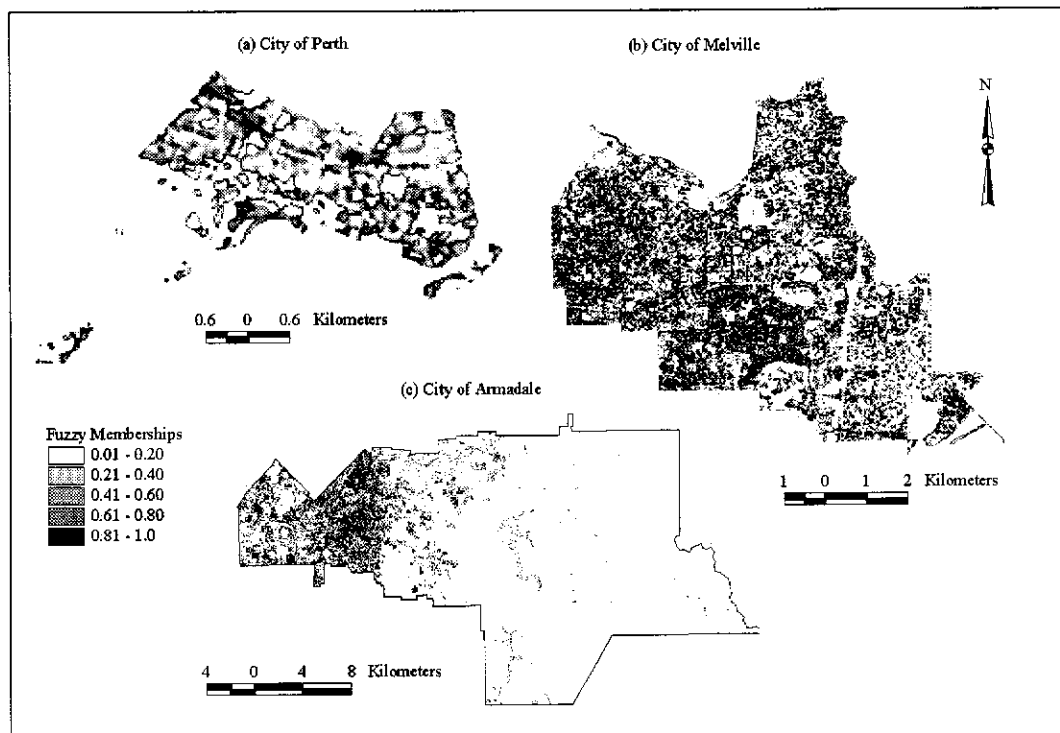 (a) City of Perth
(b) City of Melville
N
0.6 0 0.6 Kilometers
(c) City of Armadale
Fuzzy Memberships
0.01 - 0.20
0.21 - 0.40
0.41 - 0.60
0.61 - 0.80
0.81 - 1.0
1 0 1 2 Kilometers
4 0 4 8 Kilometers